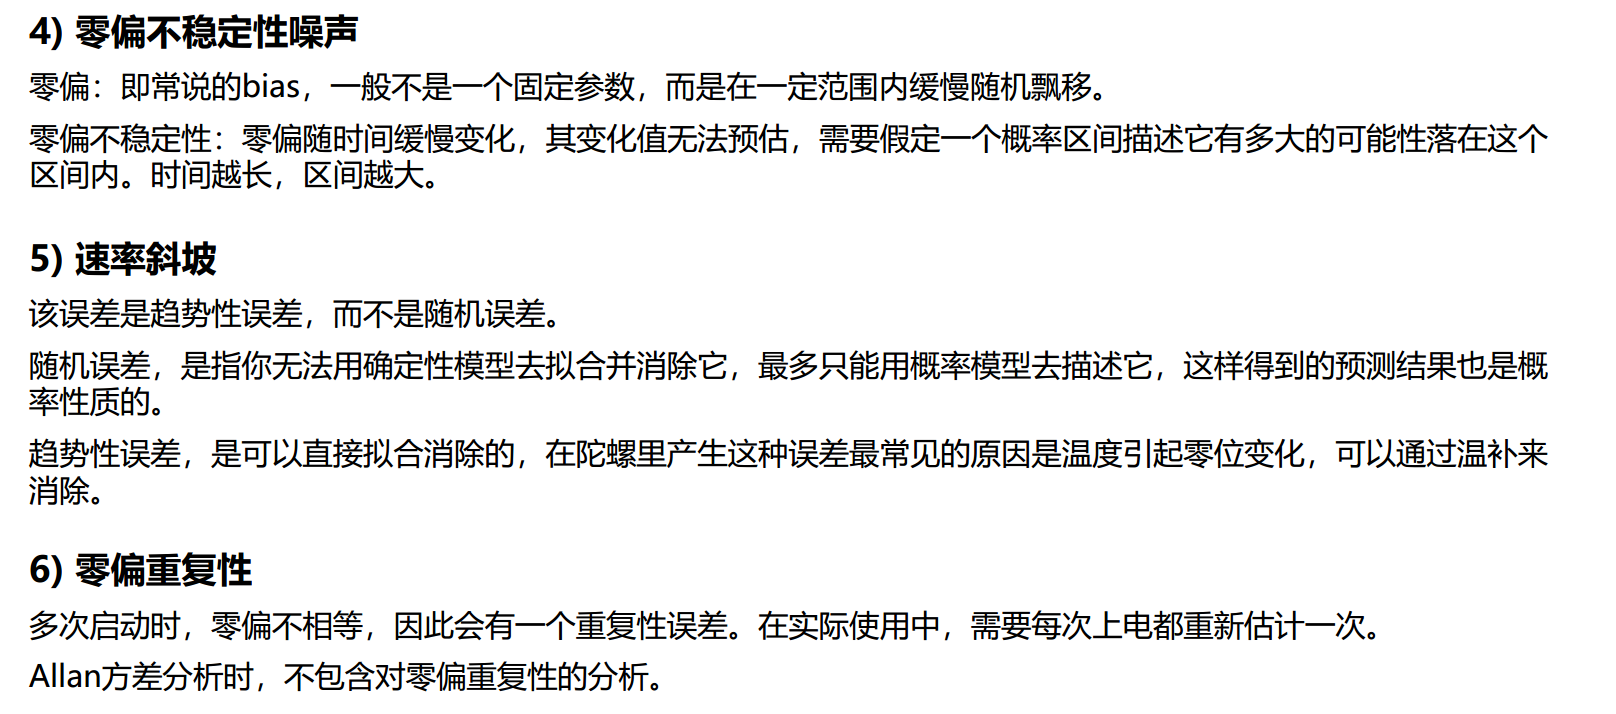 4) 零偏不稳定性噪声
零偏：即常说的bias，一般不是一个固定参数，而是在一定范围内缓慢随机飘移。
零偏不稳定性：零偏随时间缓慢变化，其变化值无法预估，需要假定一个概率区间描述它有多大的可能性落在这个
区间内。时间越长，区间越大。
5) 速率斜坡
该误差是趋势性误差，而不是随机误差。
随机误差，是指你无法用确定性模型去拟合并消除它，最多只能用概率模型去描述它，这样得到的预测结果也是概
率性质的。
趋势性误差，是可以直接拟合消除的，在陀螺里产生这种误差最常见的原因是温度引起零位变化，可以通过温补来
消除。
6) 零偏重复性
多次启动时，零偏不相等，因此会有一个重复性误差。在实际使用中，需要每次上电都重新估计一次。
Allan方差分析时，不包含对零偏重复性的分析。